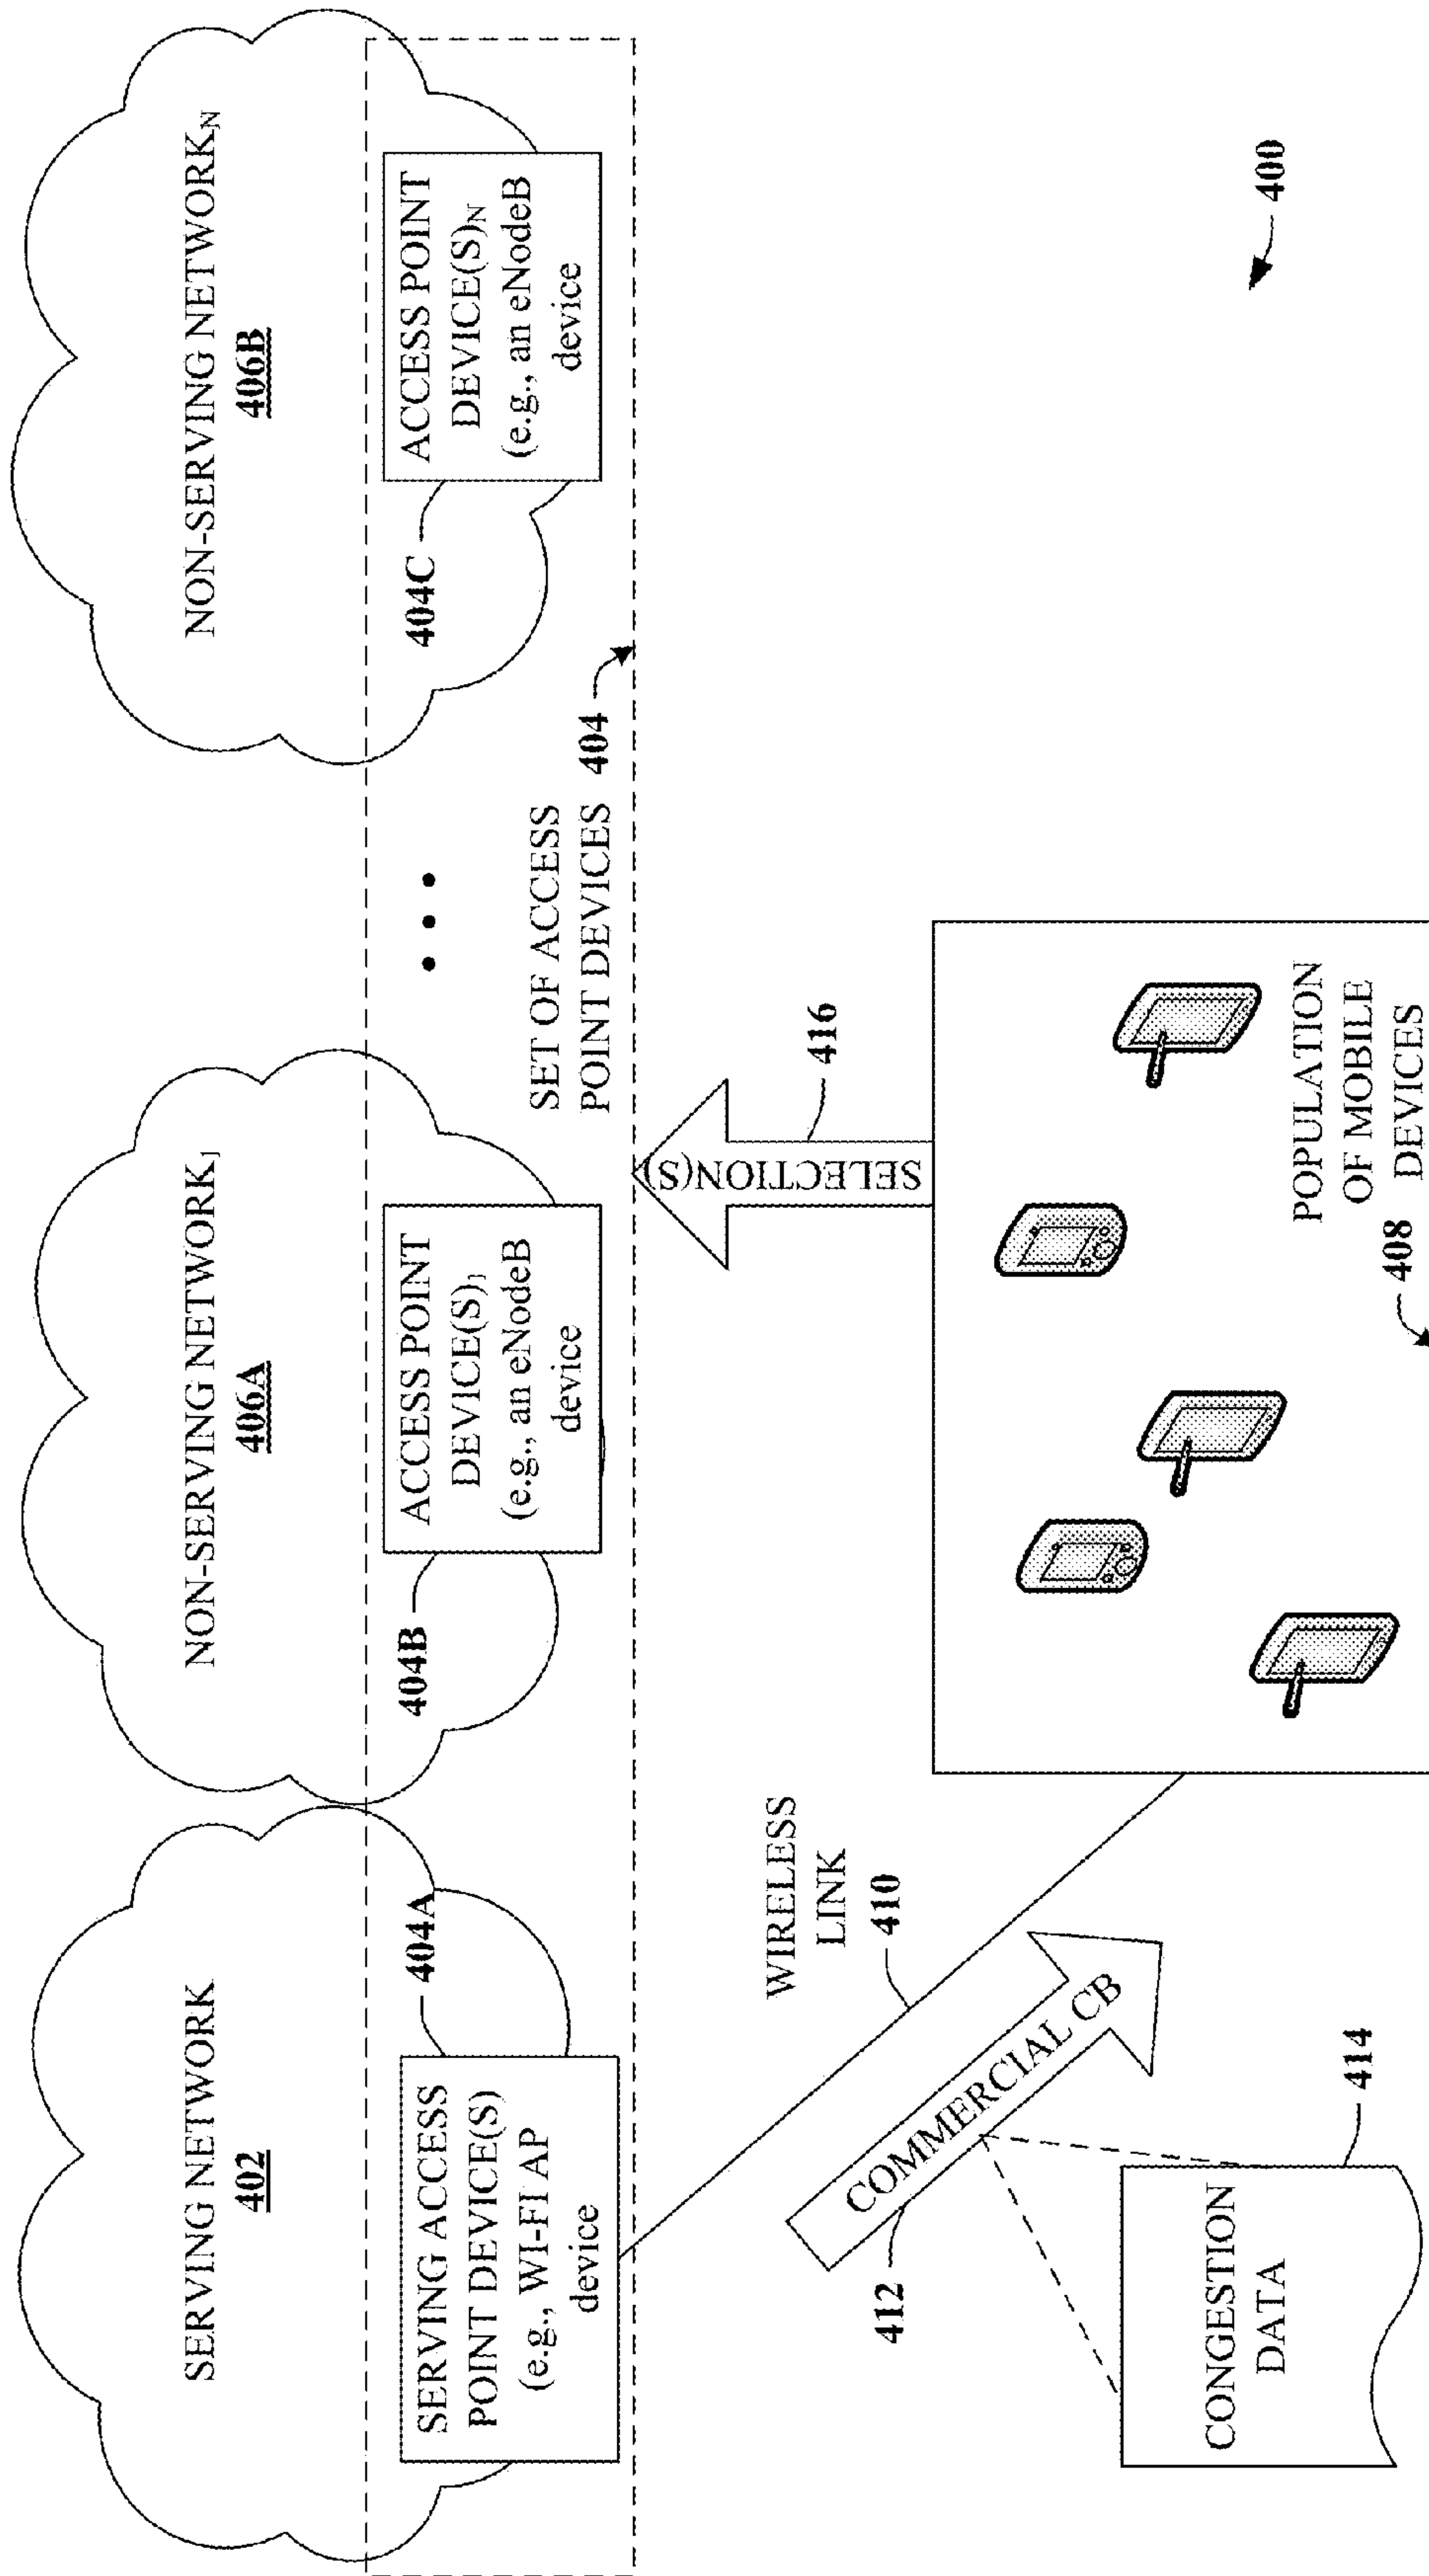 SERVING NETWORK
402
NON-SERVING NETWORK1
406A
NON-SERVING NETWORKN
406B
SERVING ACCESS
POINT DEVICE(S)
(e.g., WI-FI AP
device
404A
ACCESS POINT
DEVICE(S)1
(e.g., an eNodeB
device
404B
• • •
ACCESS POINT
DEVICE(S)N
(e.g., an eNodeB
device
404C
SET OF ACCESS
POINT DEVICES 404
WIRELESS
LINK
410
COMMERCIAL CB
412
CONGESTION
DATA
414
SELECTION(S)
416
POPULATION
OF MOBILE
DEVICES
408
400